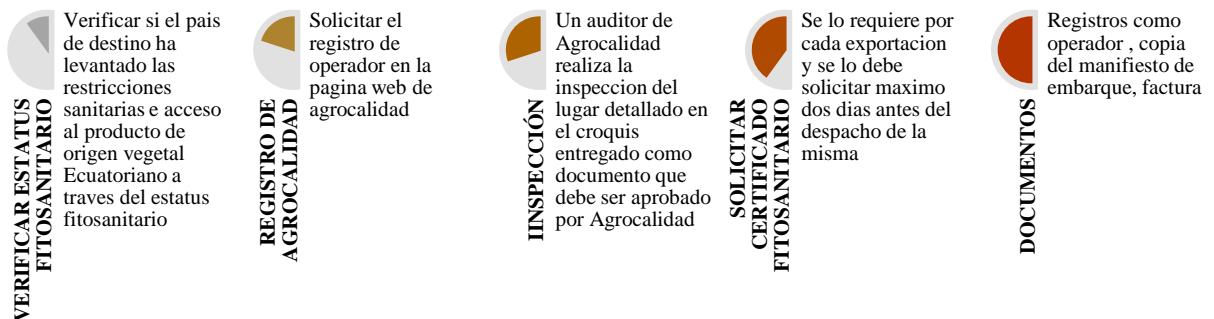 VERIFICAR ESTATUS
FITOSANITARIO
Verificar si el pais
de destino ha
levantado las
restricciones
sanitarias e acceso
al producto de
origen vegetal
Ecuatoriano a
traves del estatus
fitosanitario
REGISTRO DE
AGROCALIDAD
Solicitar el
registro de
operador en la
pagina web de
agrocalidad
IINSPECCIÓN
Un auditor de
Agrocalidad
realiza la
inspeccion del
lugar detallado en
el croquis
entregado como
documento que
debe ser aprobado
por Agrocalidad
SOLICITAR
CERTIFICADO
FITOSANITARIO
Se lo requiere por
cada exportacion
y se lo debe
solicitar maximo
dos dias antes del
despacho de la
misma
DOCUMENTOS
Registros como
operador , copia
del manifiesto de
embarque, factura